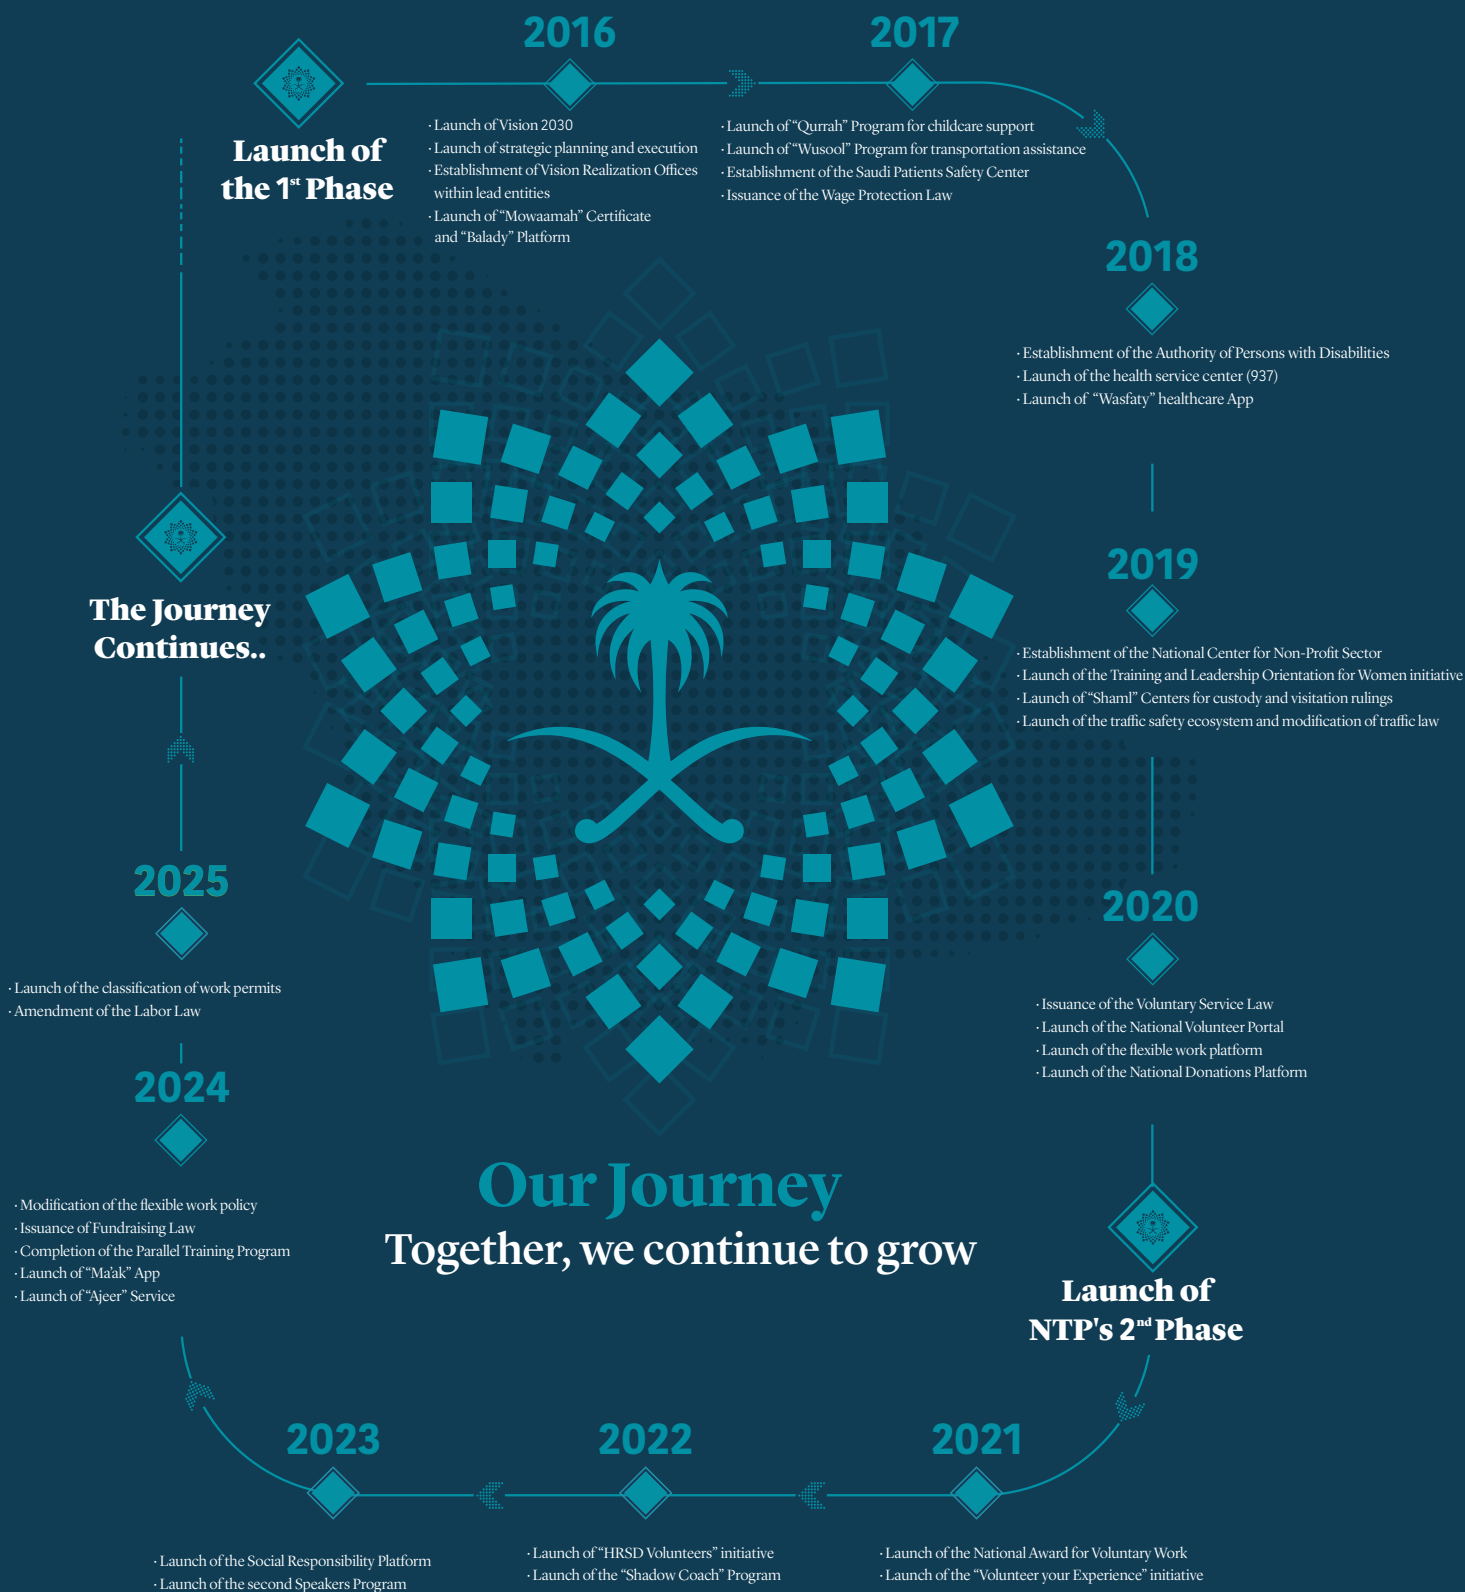 Launch of
the 1st Phase
2016
· Launch of Vision 2030
· Launch of strategic planning and execution
· Establishment of Vision Realization Offices
within lead entities
· Launch of “Mowaamah” Certificate
and “Balady” Platform
2017
· Launch of “Qurrah” Program for childcare support
· Launch of “Wusool” Program for transportation assistance
· Establishment of the Saudi Patients Safety Center
· Issuance of the Wage Protection Law
2018
· Establishment of the Authority of Persons with Disabilities
· Launch of the health service center (937)
· Launch of “Wasfaty” healthcare App
2019
· Establishment of the National Center for Non-Profit Sector
· Launch of the Training and Leadership Orientation for Women initiative
· Launch of “Shaml” Centers for custody and visitation rulings
· Launch of the traffic safety ecosystem and modification of traffic law
2020
· Issuance of the Voluntary Service Law
· Launch of the National Volunteer Portal
· Launch of the flexible work platform
· Launch of the National Donations Platform
Launch of
NTP's 2nd Phase
2021
· Launch of the National Award for Voluntary Work
· Launch of the “Volunteer your Experience” initiative
2022
· Launch of “HRSD Volunteers” initiative
· Launch of the “Shadow Coach” Program
2023
· Launch of the Social Responsibility Platform
· Launch of the second Speakers Program
2024
· Modification of the flexible work policy
· Issuance of Fundraising Law
· Completion of the Parallel Training Program
· Launch of “Ma’ak” App
· Launch of “Ajeer” Service
2025
· Launch of the classification of work permits
· Amendment of the Labor Law
The Journey
Continues..
Our Journey
Together, we continue to grow